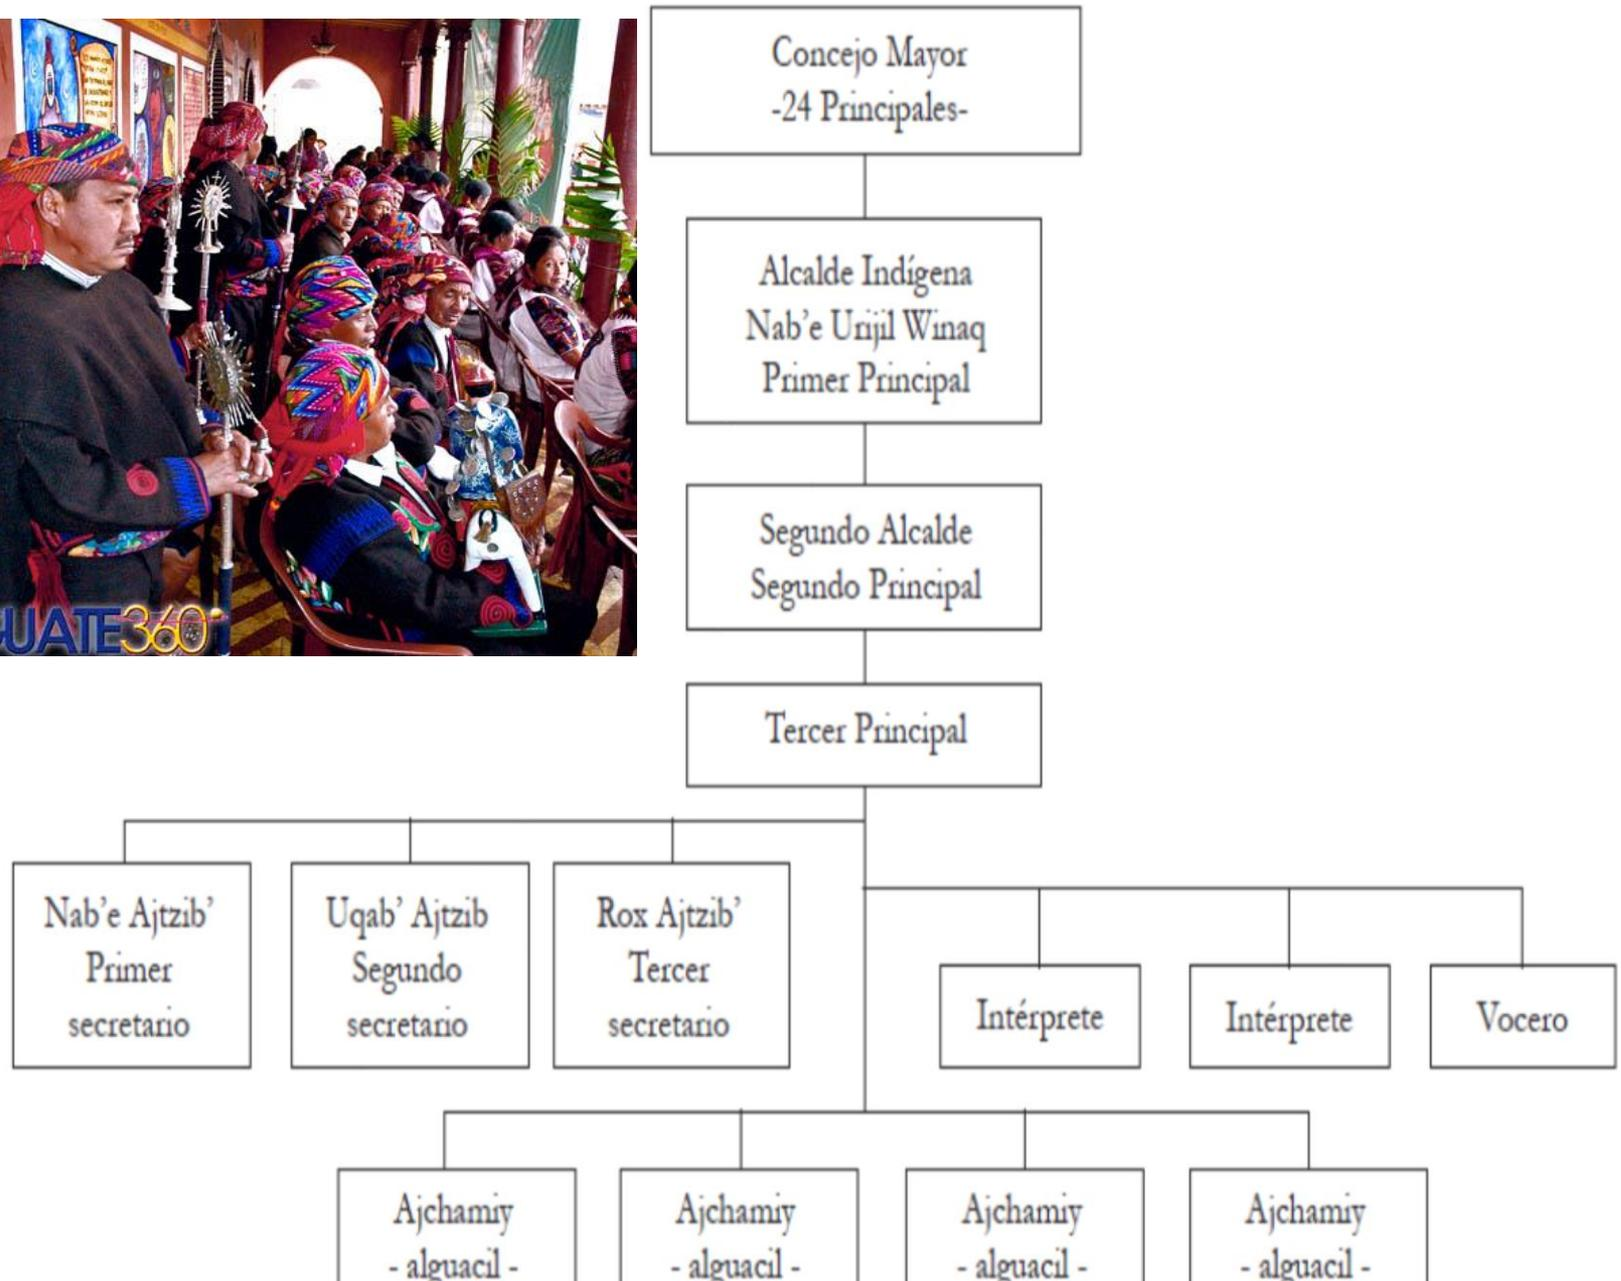 Concejo Mayor
-24 Principales-
Alcalde Indígena
Nab'e Urijil Winaq
Primer Principal
Segundo Alcalde
Segundo Principal
Tercer Principal
Nab'e Ajtzib'
Primer
secretario
Uqab' Ajtzib
Segundo
secretario
Rox Ajtzib'
Tercer
secretario
Intérprete
Intérprete
Vocero
Ajchamiy
- alguacil -
Ajchamiy
- alguacil -
Ajchamiy
- alguacil -
Ajchamiy
- alguacil -
UATE360